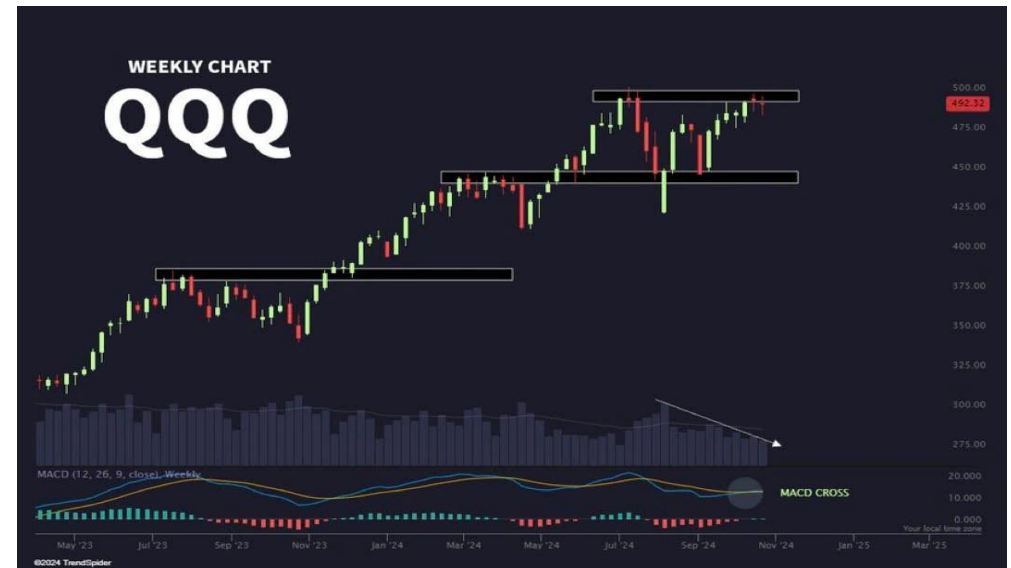 WEEKLY CHART
QQQ
500.00
492.32
475.00
450.00
425.00
400.00
375.00
350.00
325.00
300.00
275.00
MACD (12, 26, 9, close), Weekly
20.000
10.000
MACD CROSS
0.000
Your local time zone
May '23 Jul '23 Sep '23 Nov '23 Jan '24 Mar '24 May '24 Jul '24 Sep '24 Nov '24 Jan '25 Mar '25
©2024 TrendSpider